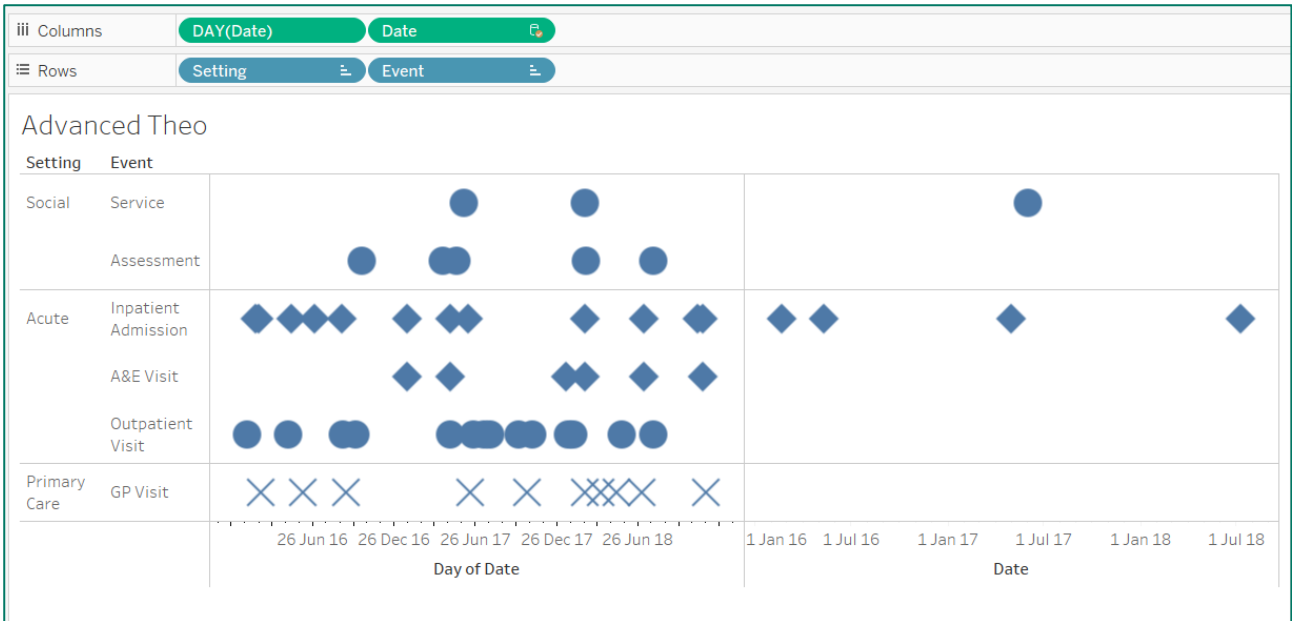 Columns DAY(Date) Date
Rows Setting Event
Advanced Theo
Setting Event
Social Service
Assessment
Acute Inpatient
Admission
A&E Visit
Outpatient
Visit
Primary
Care
GP Visit
26 Jun 16 26 Dec 16 26 Jun 17 26 Dec 17 26 Jun 18 1 Jan 16 1 Jul 16 1 Jan 17 1 Jul 17 1 Jan 18 1 Jul 18
Day of Date Date